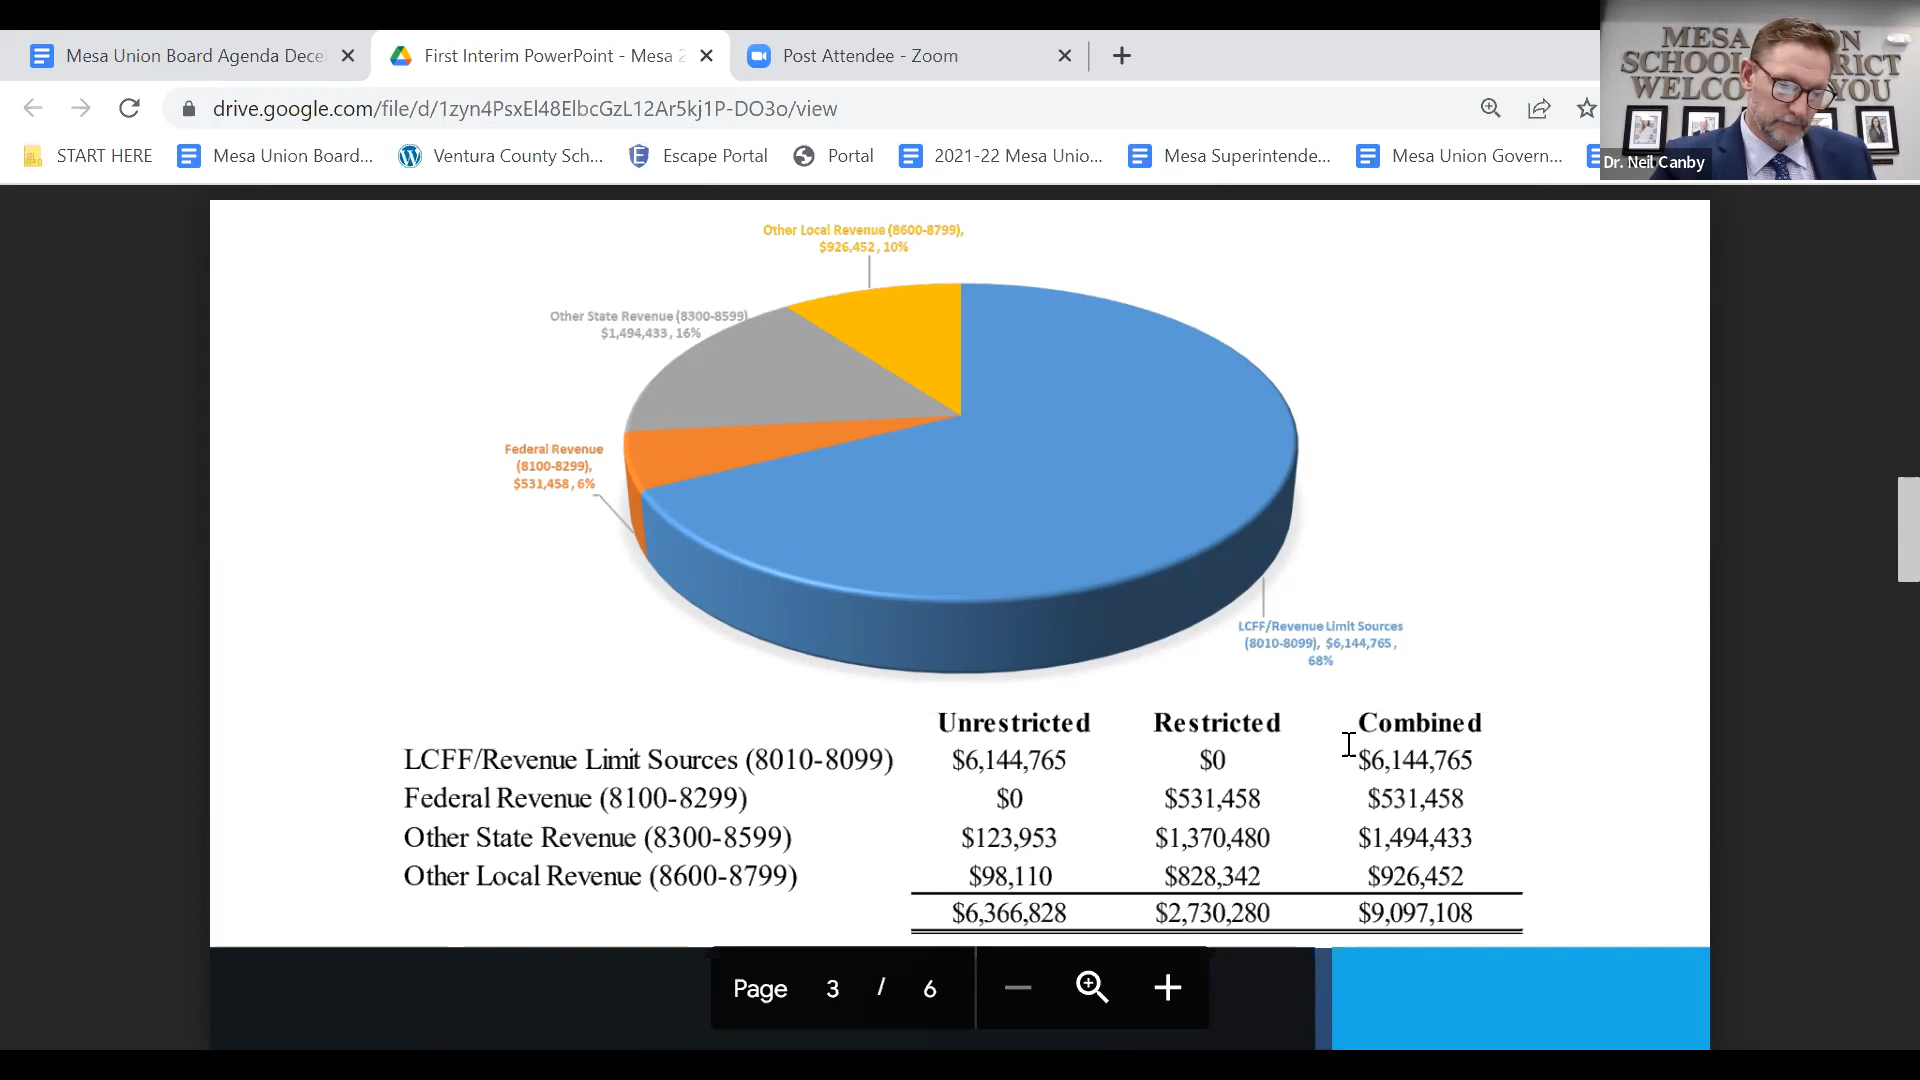 Mesa Union Board Agenda Dece
First Interim PowerPoint - Mesa 2
Post Attendee - Zoom
drive.google.com/file/d/1zyn4PsxEl48ElbcGzL12Ar5kj1P-DO3o/view
START HERE
Mesa Union Board...
Ventura County Sch...
Escape Portal
Portal
2021-22 Mesa Unio...
Mesa Superintende...
Mesa Union Govern...
MESA
SCHOOL
YOU
Dr. Neil Canby
Other Local Revenue (8600-8799),
$926,452 , 10%
Other State Revenue (8300-8599)
$1,494,433 , 16%
Federal Revenue
(8100-8299),
$531,458 , 6%
LCFF/Revenue Limit Sources
(8010-8099), $6,144,765 ,
68%
Unrestricted Restricted Combined
LCFF/Revenue Limit Sources (8010-8099) $6,144,765 $0 $6,144,765
Federal Revenue (8100-8299) $0 $531,458 $531,458
Other State Revenue (8300-8599) $123,953 $1,370,480 $1,494,433
Other Local Revenue (8600-8799) $98,110 $828,342 $926,452
$6,366,828 $2,730,280 $9,097,108
Page 3 / 6